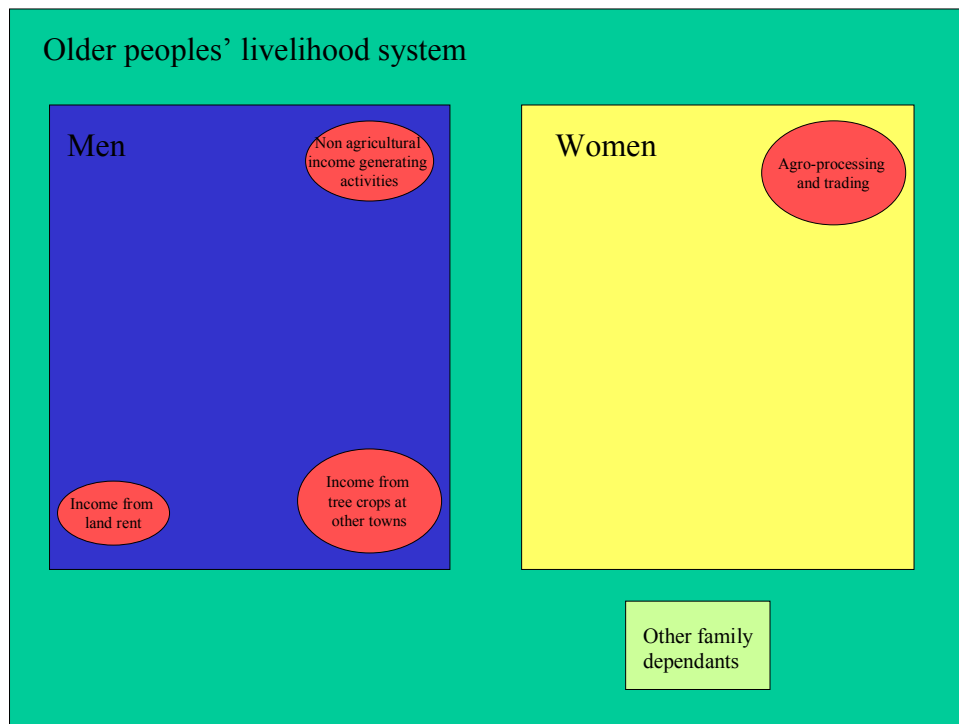 Older peoples’ livelihood system
Men
Non agricultural
income generating
activities
Income from
land rent
Income from
tree crops at
other towns
Women
Agro-processing
and trading
Other family
dependants